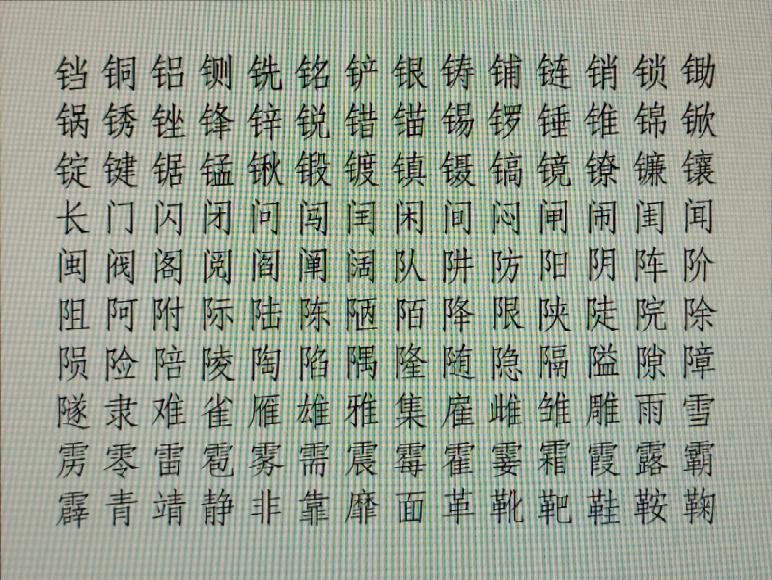 铛铜铝铡铣铭铲银铸铺链销锁锄
锅锈锉锋锌锐错锚锡锣锤锥锦锨
锭键锯锰锹锻镀镇镊镐镜镣镰镶
长门闪闭问闯闰闲间闷闸闹闺闻
闽阀阁阅阎阐阔队阱防阳阴阵阶
阻阿附际陆陈陋陌降限陕陡院除
陨险陪陵陶陷隅隆随隐隔隘隙障
隧隶难雀雁雄雅集雇雌雏雕雨雪
雳零雷雹雾需震霉霍霎霜霞露霸
霹青靖静非靠靡面革靴靶鞋鞍鞠